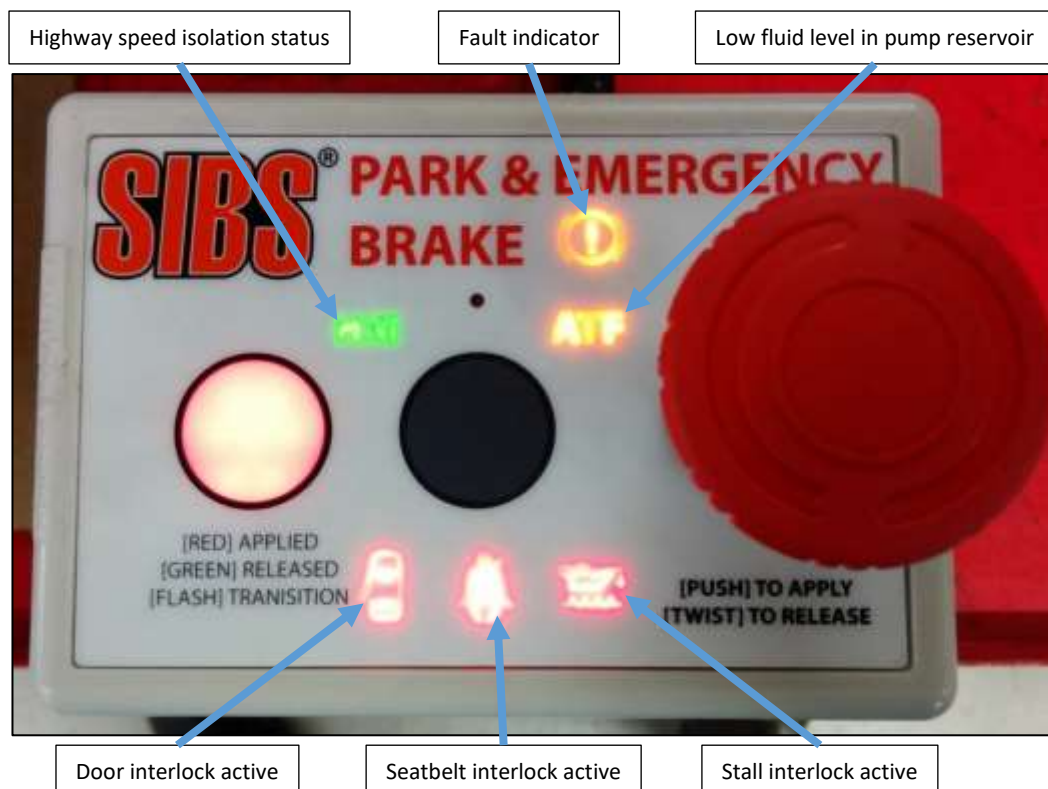 Highway speed isolation status
Fault indicator
Low fluid level in pump reservoir
SIBS® PARK & EMERGENCY
BRAKE
ATF
[RED] APPLIED
[GREEN] RELEASED
[FLASH] TRANISITION
[PUSH] TO APPLY
[TWIST] TO RELEASE
Door interlock active
Seatbelt interlock active
Stall interlock active